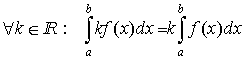 ∀k ∈ ℝ : ∫_a^b kf(x)dx = k∫_a^b f(x)dx